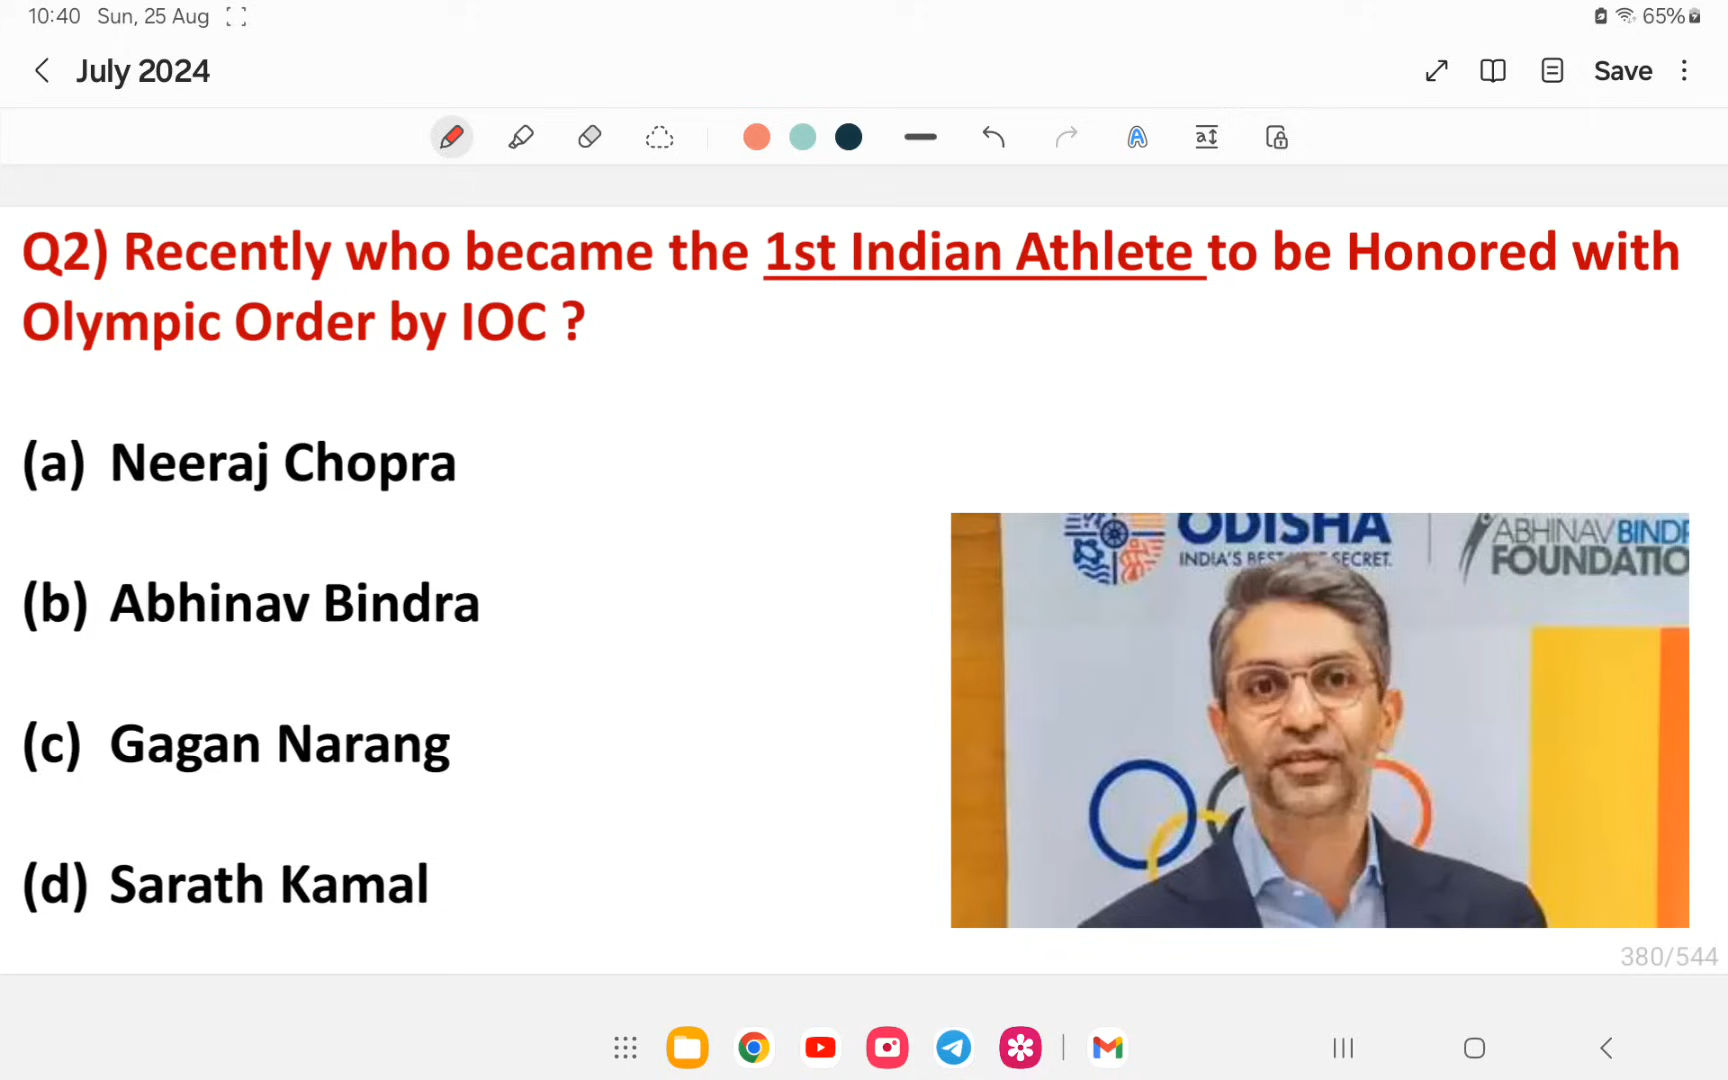 10:40 Sun, 25 Aug
65%
July 2024
Save
Q2) Recently who became the 1st Indian Athlete to be Honored with
Olympic Order by IOC ?
(a) Neeraj Chopra
(b) Abhinav Bindra
(c) Gagan Narang
(d) Sarath Kamal
ODISHA
INDIA'S BEST SECRET.
ABHINAV BINDR
FOUNDATIO
380/544